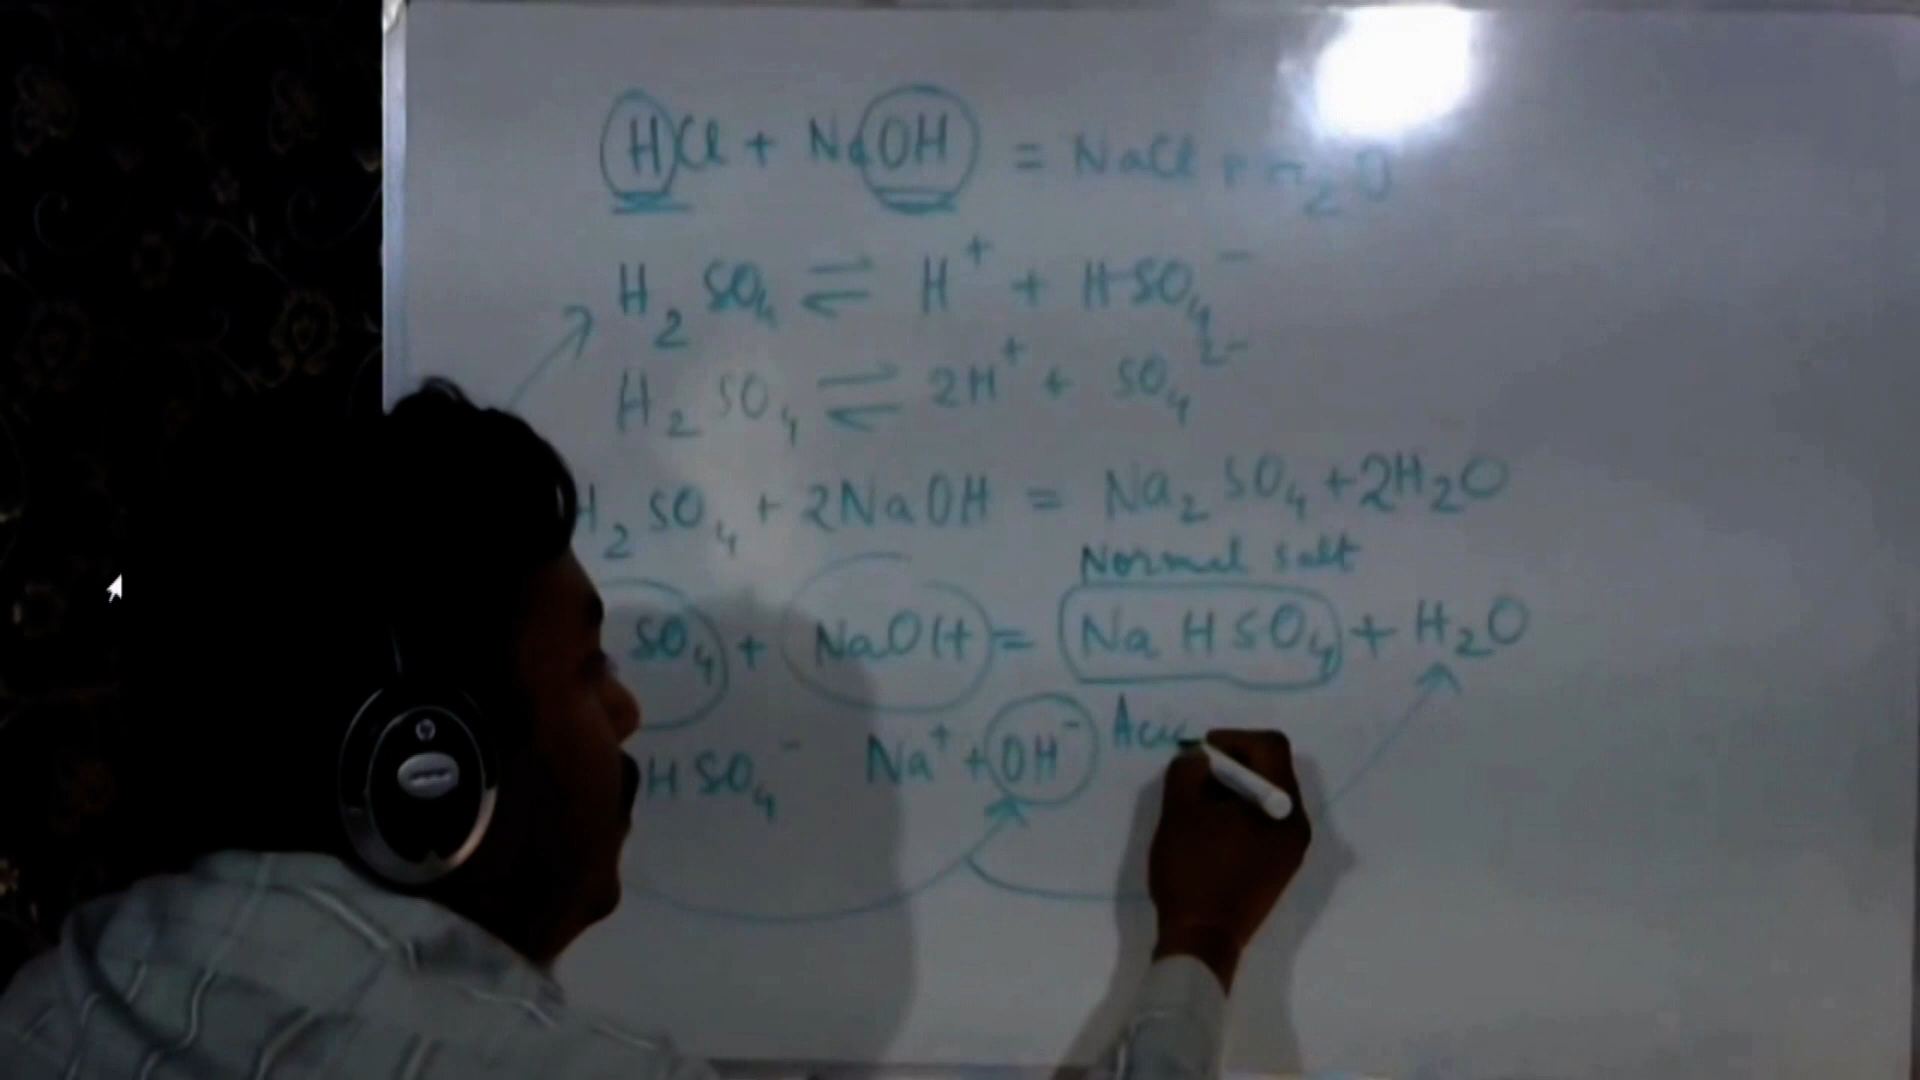 HCl + NaOH = NaCl + H₂O
H₂SO₄ ⇌ H⁺ + HSO₄⁻
H₂SO₄ ⇌ 2H⁺ + SO₄²⁻
H₂SO₄ + 2NaOH = Na₂SO₄ + 2H₂O
Normal salt
SO₄ + NaOH = NaHSO₄ + H₂O
HSO₄⁻ Na⁺ + OH⁻
hp